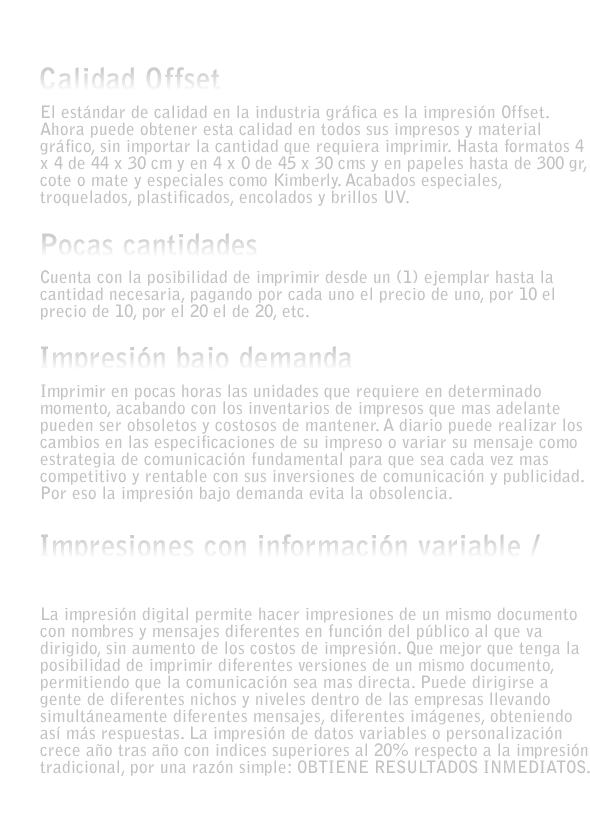 Calidad Offset
El estándar de calidad en la industria gráfica es la impresión Offset.
Ahora puede obtener esta calidad en todos sus impresos y material
gráfico, sin importar la cantidad que requiera imprimir. Hasta formatos 4
x 4 de 44 x 30 cm y en 4 x 0 de 45 x 30 cms y en papeles hasta de 300 gr,
cote o mate y especiales como Kimberly. Acabados especiales,
troquelados, plastificados, encolados y brillos UV.
Pocas cantidades
Cuenta con la posibilidad de imprimir desde un (1) ejemplar hasta la
cantidad necesaria, pagando por cada uno el precio de uno, por 10 el
precio de 10, por el 20 el de 20, etc.
Impresión bajo demanda
Imprimir en pocas horas las unidades que requiere en determinado
momento, acabando con los inventarios de impresos que mas adelante
pueden ser obsoletos y costosos de mantener. A diario puede realizar los
cambios en las especificaciones de su impreso o variar su mensaje como
estrategia de comunicación fundamental para que sea cada vez mas
competitivo y rentable con sus inversiones de comunicación y publicidad.
Por eso la impresión bajo demanda evita la obsolencia.
Impresiones con información variable /
La impresión digital permite hacer impresiones de un mismo documento
con nombres y mensajes diferentes en función del público al que va
dirigido, sin aumento de los costos de impresión. Que mejor que tenga la
posibilidad de imprimir diferentes versiones de un mismo documento,
permitiendo que la comunicación sea mas directa. Puede dirigirse a
gente de diferentes nichos y niveles dentro de las empresas llevando
simultáneamente diferentes mensajes, diferentes imágenes, obteniendo
así más respuestas. La impresión de datos variables o personalización
crece año tras año con indices superiores al 20% respecto a la impresión
tradicional, por una razón simple: OBTIENE RESULTADOS INMEDIATOS.